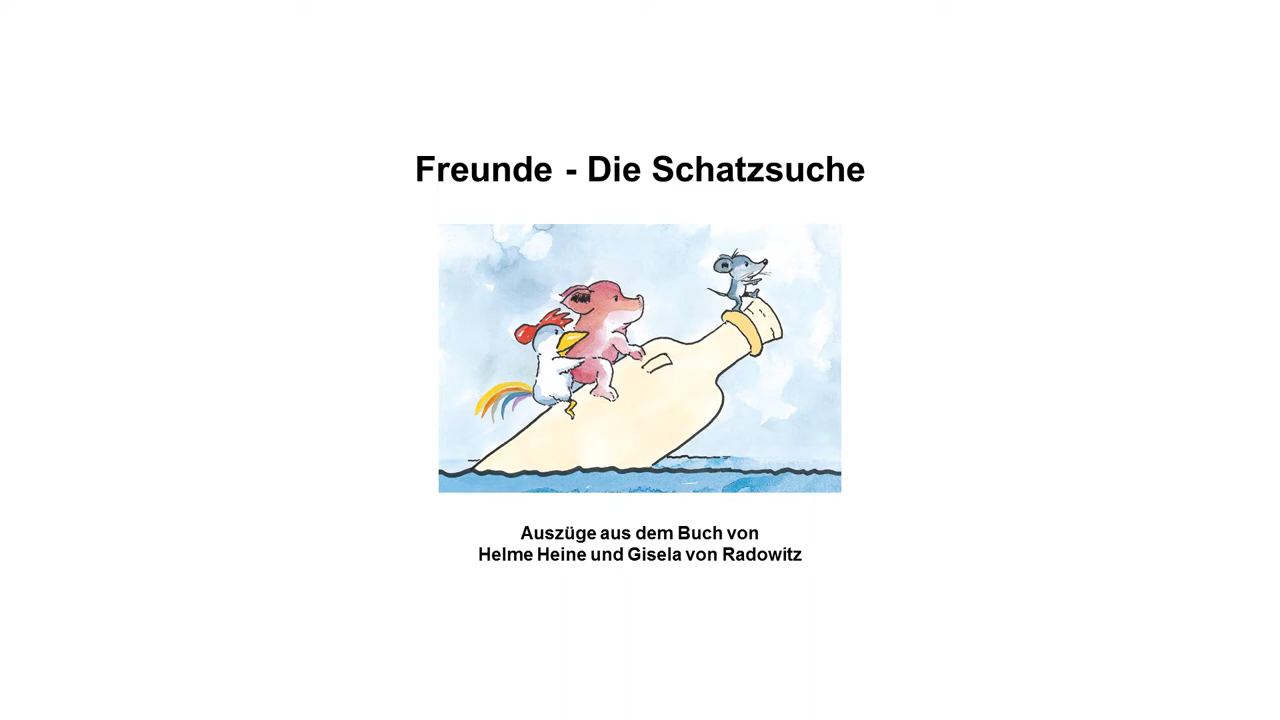 Freunde - Die Schatzsuche
Auszüge aus dem Buch von
Helme Heine und Gisela von Radowitz